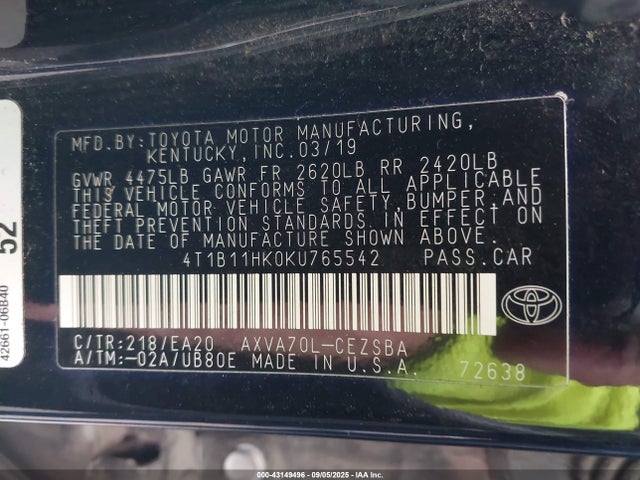 MFD.BY:TOYOTA MOTOR MANUFACTURING,
KENTUCKY,INC.03/19
GVWR 4475LB GAWR FR 2620LB RR 2420LB
THIS VEHICLE CONFORMS TO ALL APPLICABLE
FEDERAL MOTOR VEHICLE SAFETY,BUMPER,AND
THEFT PREVENTION STANDARDS IN EFFECT ON
THE DATE OF MANUFACTURE SHOWN ABOVE.
4T1B11HK0KU765542 PASS.CAR
C/TR:218/EA20 AXVA70L-CEZSBA
A/TM:-02A/UB80E MADE IN U.S.A. 72638
52
42661-06B40
000-43149496 - 09/05/2025 - IAA Inc.